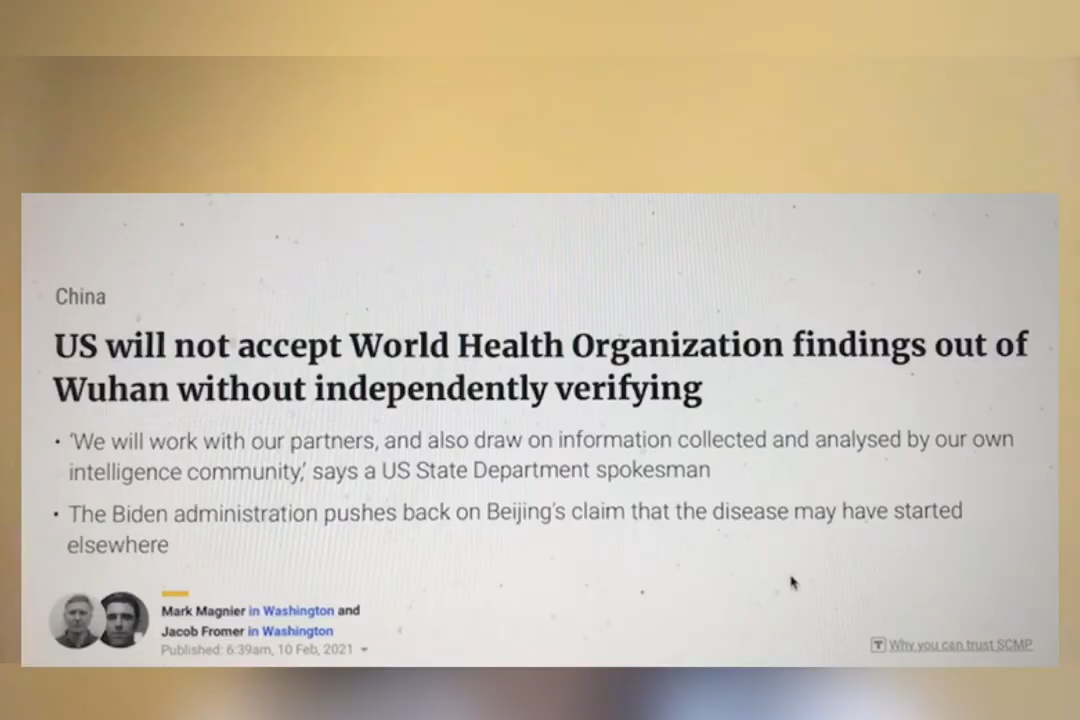 China
US will not accept World Health Organization findings out of
Wuhan without independently verifying
• 'We will work with our partners, and also draw on information collected and analysed by our own
intelligence community,' says a US State Department spokesman
• The Biden administration pushes back on Beijing's claim that the disease may have started
elsewhere
Mark Magnier in Washington and
Jacob Fromer in Washington
Published: 6:39am, 10 Feb, 2021
T Why you can trust SCMP